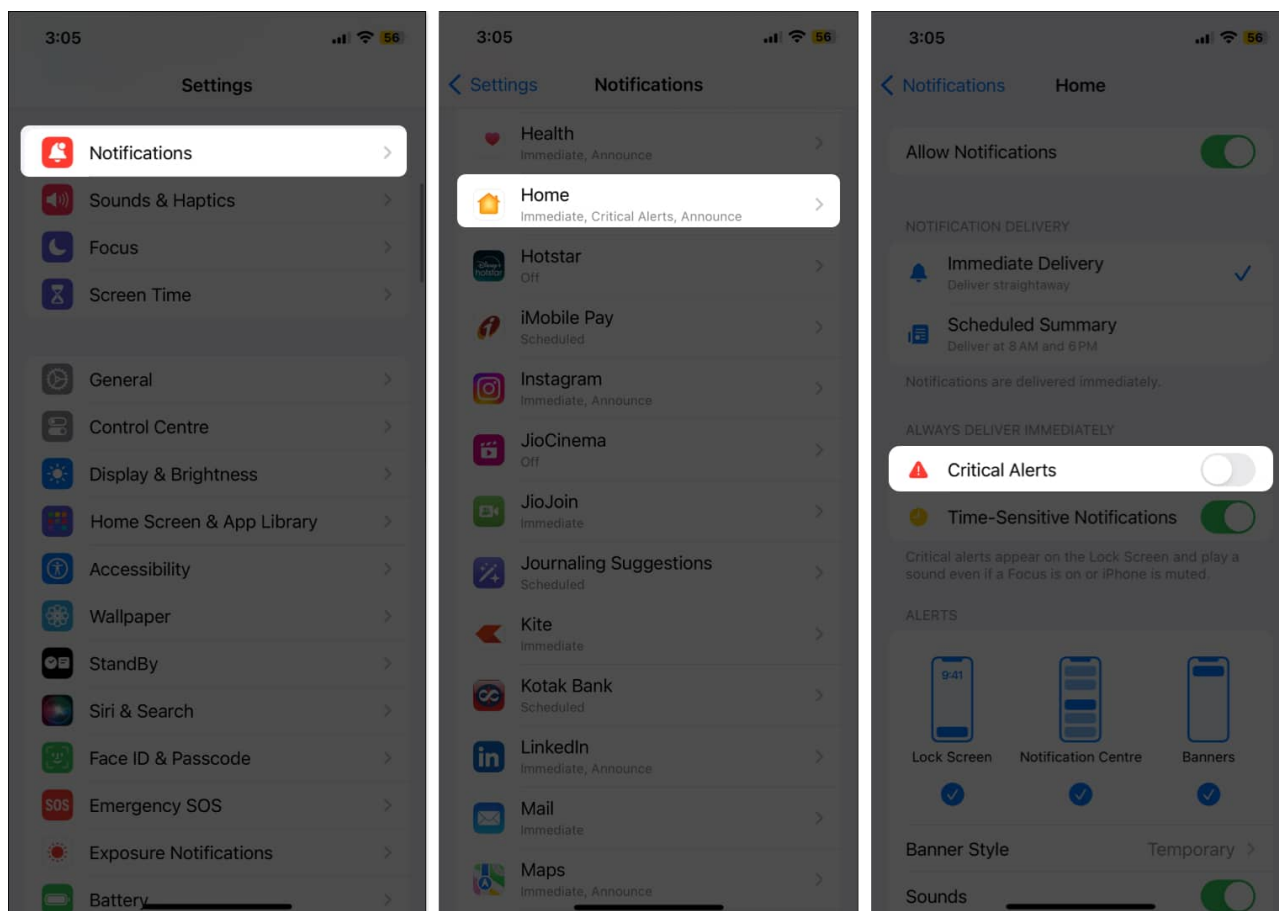 3:05
56
Settings
Notifications
Sounds & Haptics
Focus
Screen Time
General
Control Centre
Display & Brightness
Home Screen & App Library
Accessibility
Wallpaper
StandBy
Siri & Search
Face ID & Passcode
SOS
Emergency SOS
Exposure Notifications
Battery
3:05
56
Settings
Notifications
Health
Immediate, Announce
Home
Immediate, Critical Alerts, Announce
Disney+
hotstar
Hotstar
Off
iMobile Pay
Scheduled
Instagram
Immediate, Announce
JioCinema
Off
JioJoin
Immediate
Journaling Suggestions
Scheduled
Kite
Immediate
Kotak Bank
Scheduled
in
LinkedIn
Immediate, Announce
Mail
Immediate
Maps
Immediate, Announce
3:05
56
Notifications
Home
Allow Notifications
NOTIFICATION DELIVERY
Immediate Delivery
Deliver straightaway
Scheduled Summary
Deliver at 8 AM and 6 PM
Notifications are delivered immediately.
ALWAYS DELIVER IMMEDIATELY
Critical Alerts
Time-Sensitive Notifications
Critical alerts appear on the Lock Screen and play a
sound even if a Focus is on or iPhone is muted.
ALERTS
9:41
Lock Screen
Notification Centre
Banners
Banner Style
Temporary
Sounds